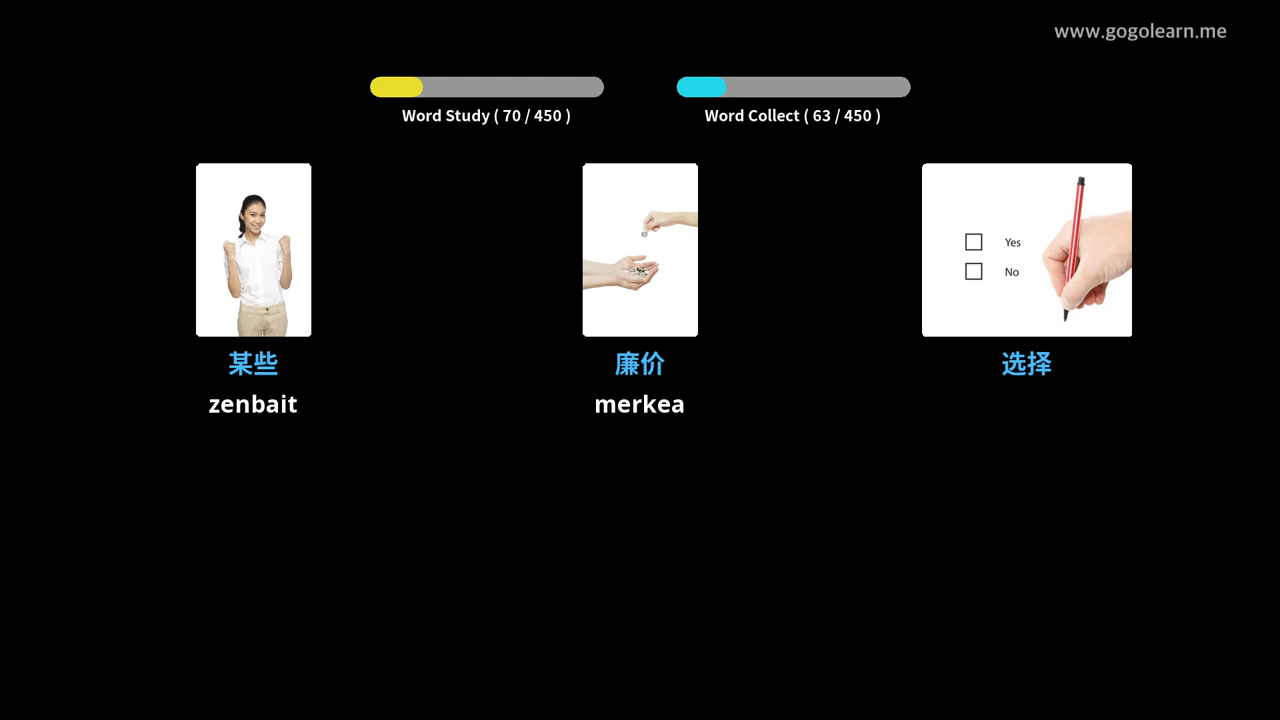 www.gogolearn.me
Word Study ( 70 / 450 )
Word Collect ( 63 / 450 )
Yes
No
某些
廉价
选择
zenbait
merkea